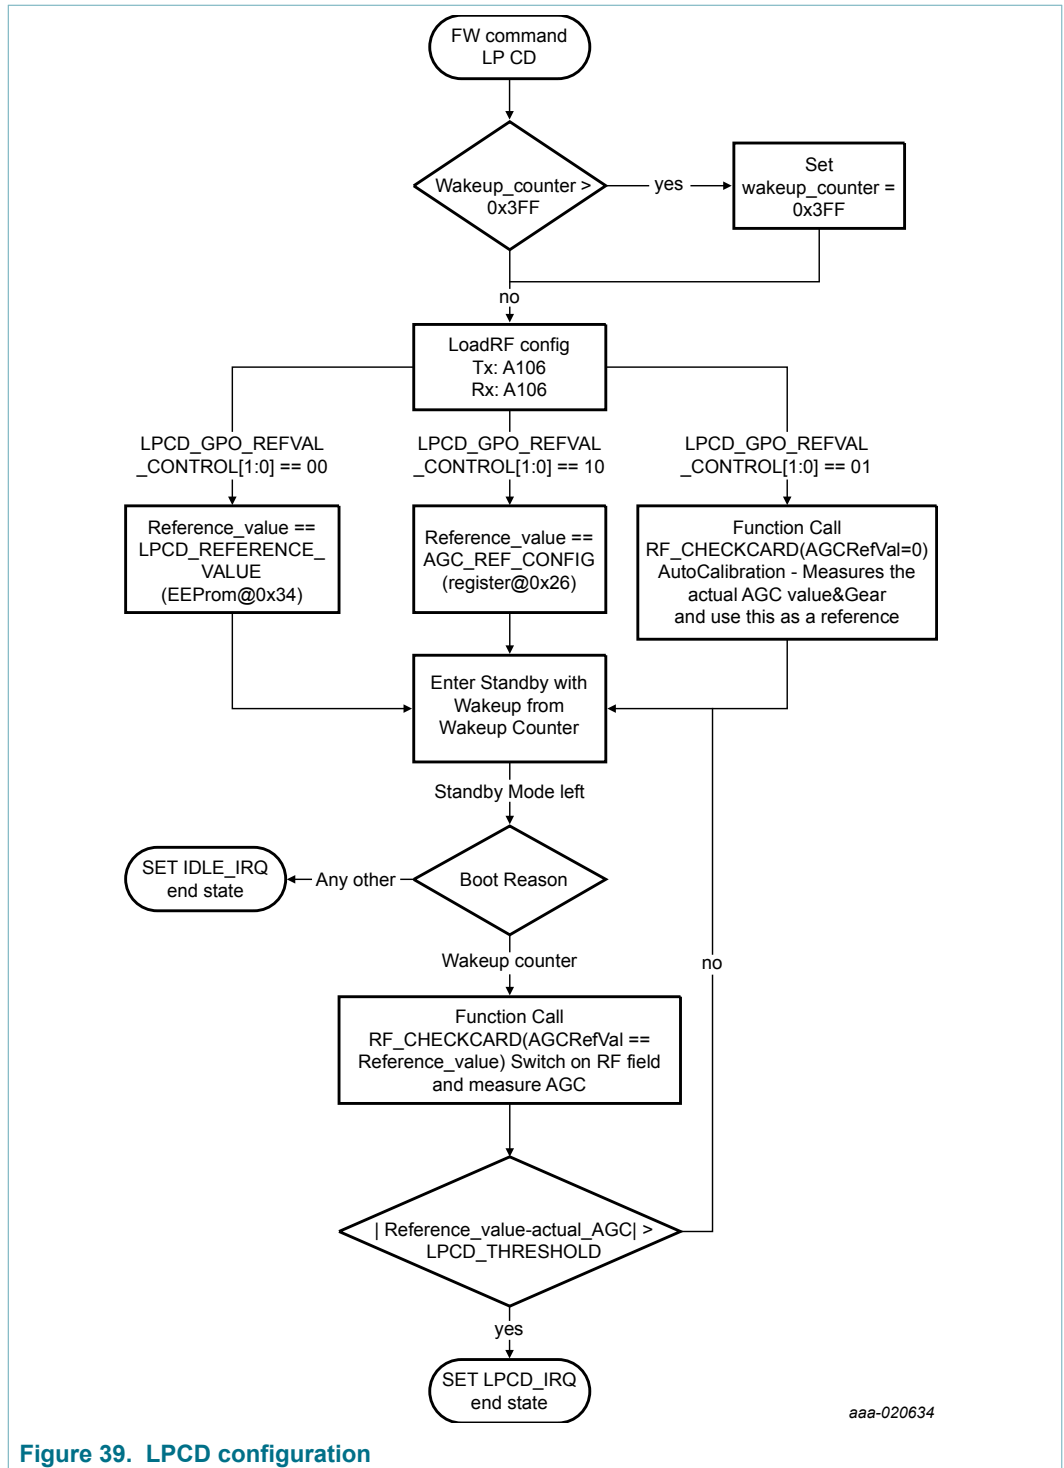 FW command
LP CD
Wakeup_counter >
0x3FF
yes
Set
wakeup_counter =
0x3FF
no
LoadRF config
Tx: A106
Rx: A106
LPCD_GPO_REFVAL
_CONTROL[1:0] == 00
LPCD_GPO_REFVAL
_CONTROL[1:0] == 10
LPCD_GPO_REFVAL
_CONTROL[1:0] == 01
Reference_value ==
LPCD_REFERENCE_
VALUE
(EEProm@0x34)
Reference_value ==
AGC_REF_CONFIG
(register@0x26)
Function Call
RF_CHECKCARD(AGCRefVal=0)
AutoCalibration - Measures the
actual AGC value&Gear
and use this as a reference
Enter Standby with
Wakeup from
Wakeup Counter
Standby Mode left
SET IDLE_IRQ
end state
Any other
Boot Reason
Wakeup counter
no
Function Call
RF_CHECKCARD(AGCRefVal ==
Reference_value) Switch on RF field
and measure AGC
| Reference_value-actual_AGC| >
LPCD_THRESHOLD
yes
SET LPCD_IRQ
end state
aaa-020634
Figure 39. LPCD configuration